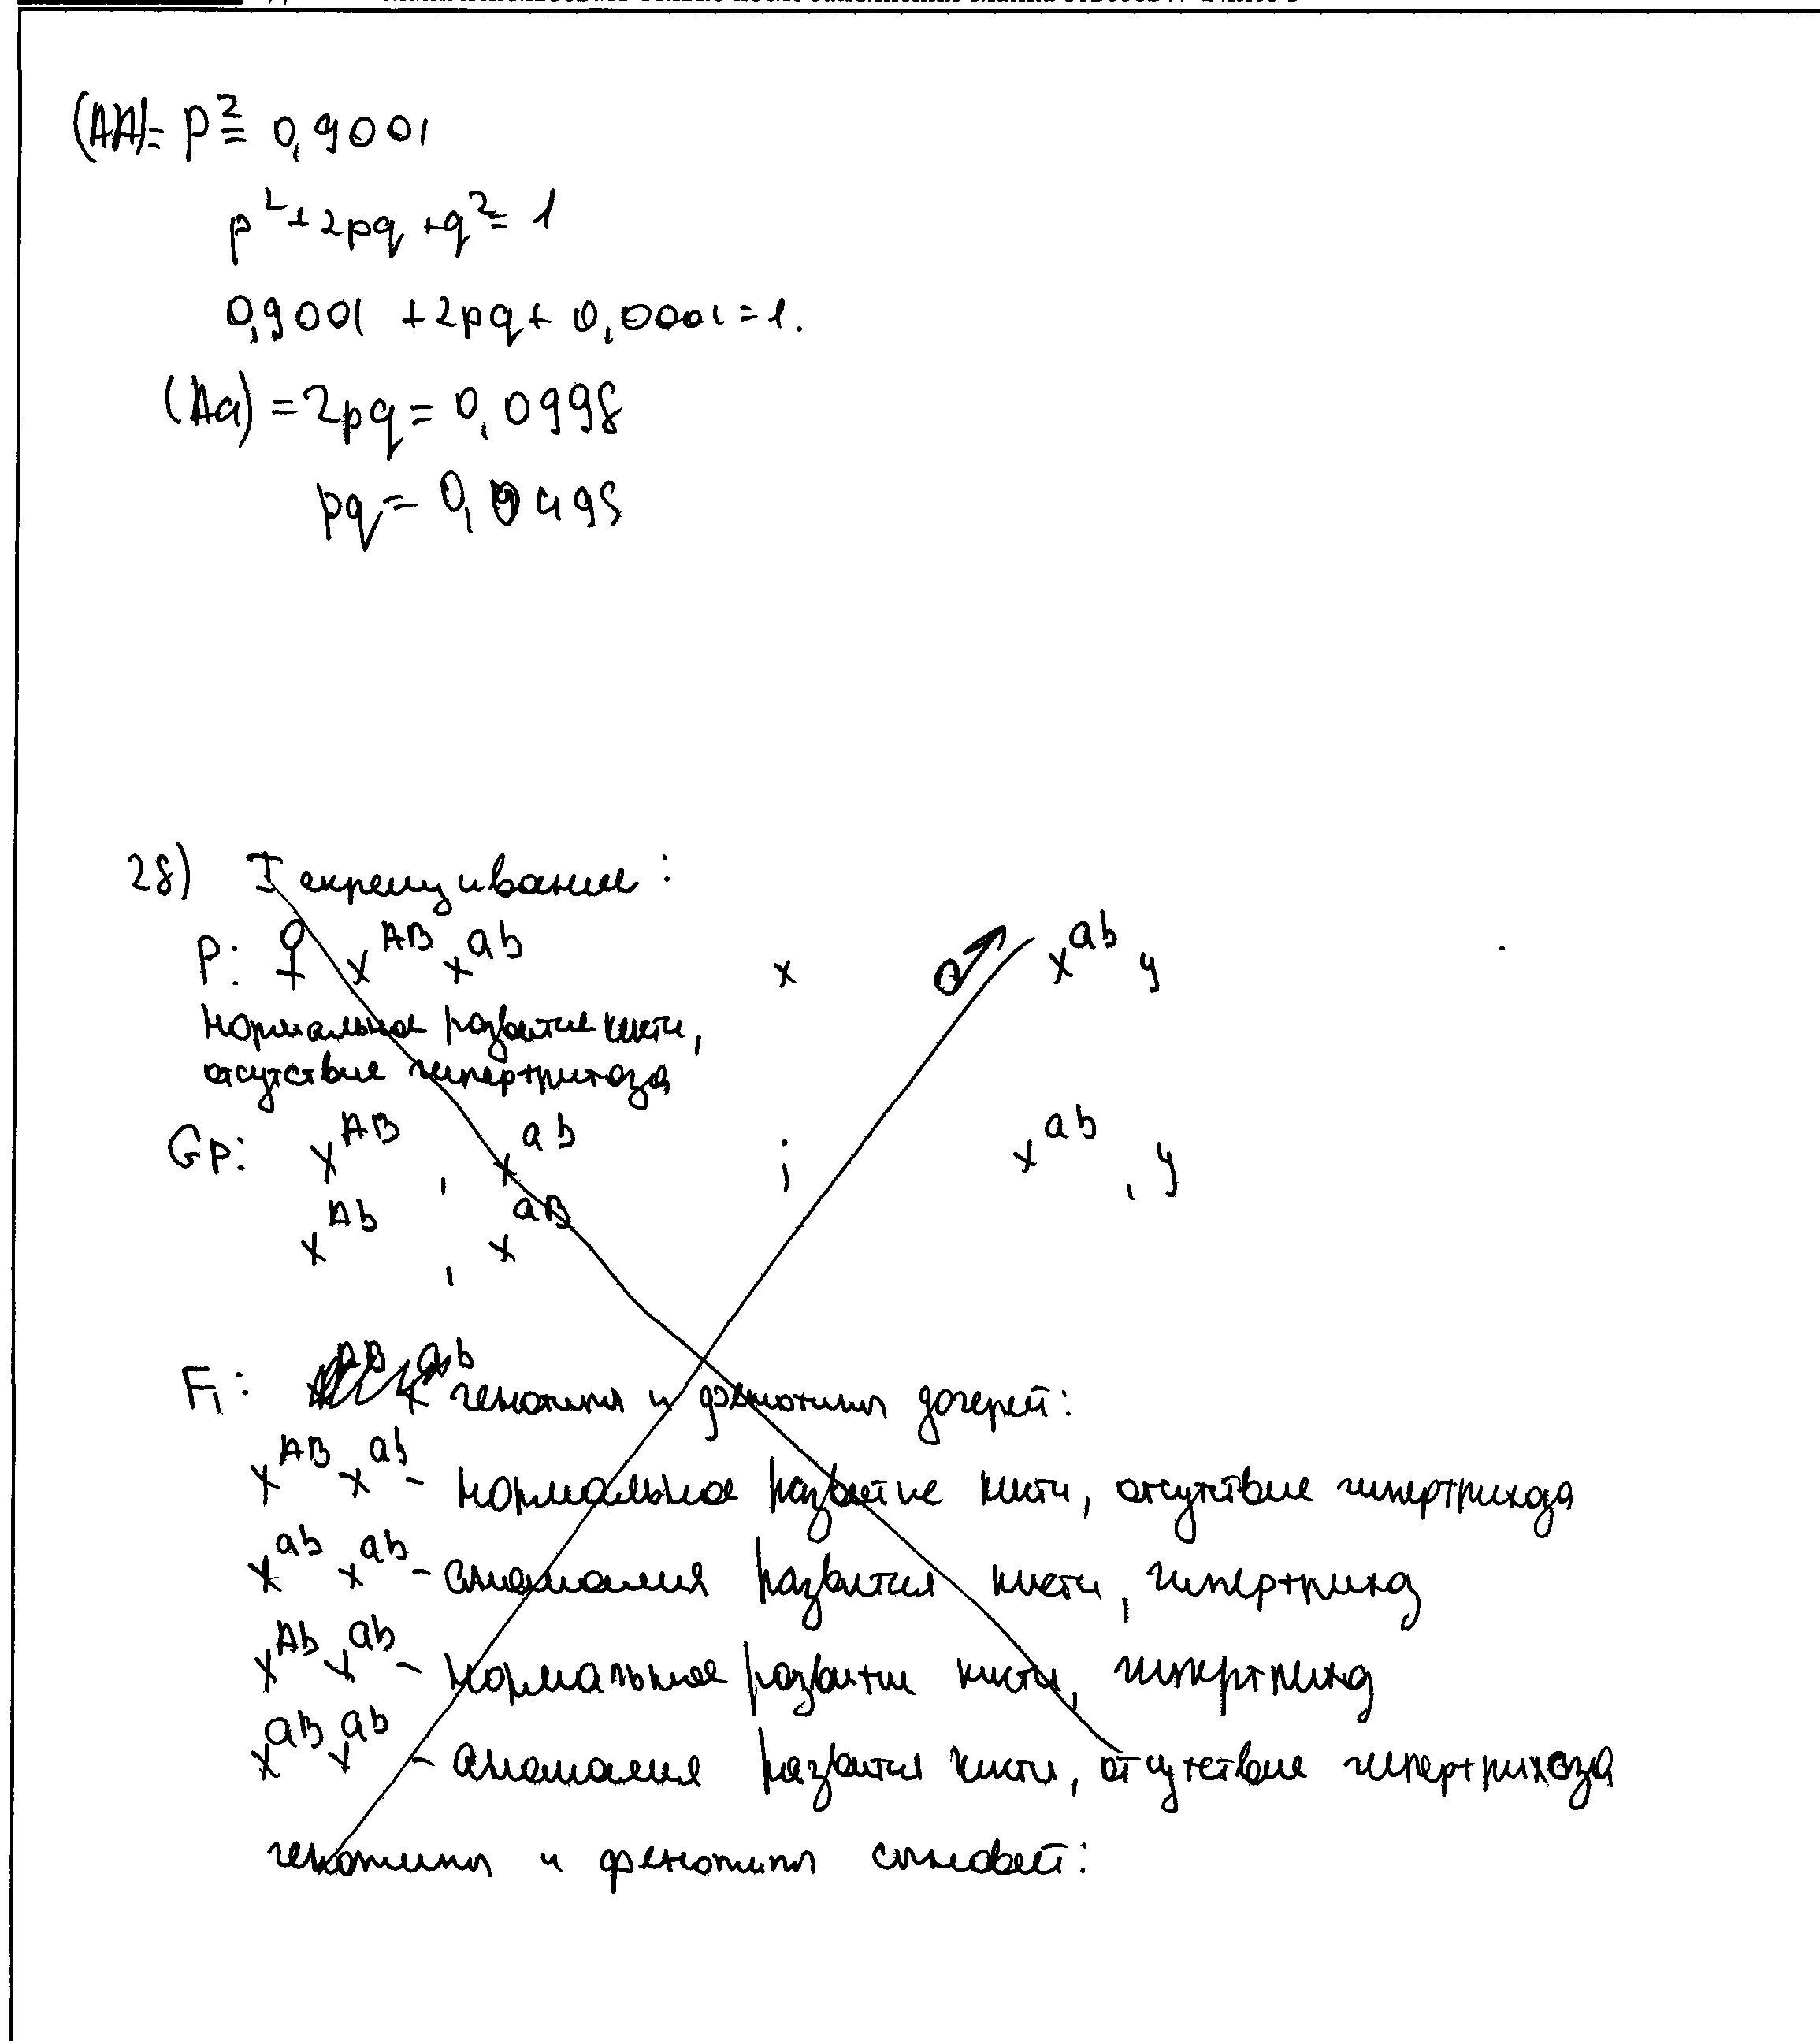 (AA)= p²= 0,9001
p²+2pq+q²= 1
0,9001 +2pq+ 0,0001=1.
(Aa) = 2pq= 0,0998
pq= 0,0495
28) I скрещивание:
P: ♀ x^AB x^ab x ♂ x^ab y
нормальное развитие кисти,
отсутствие гипертрихоза
Gp: x^AB , x^ab ; x^ab , y
x^Ab , x^aB
F₁: генотипы и фенотипы дочерей:
x^AB x^ab - нормальное развитие кисти, отсутствие гипертрихоза
x^ab x^ab - аномалия развития кисти, гипертрихоз
x^Ab x^ab - нормальное развитие кисти, гипертрихоз
x^aB x^ab - аномалия развития кисти, отсутствие гипертрихоза
генотипы и фенотипы сыновей: